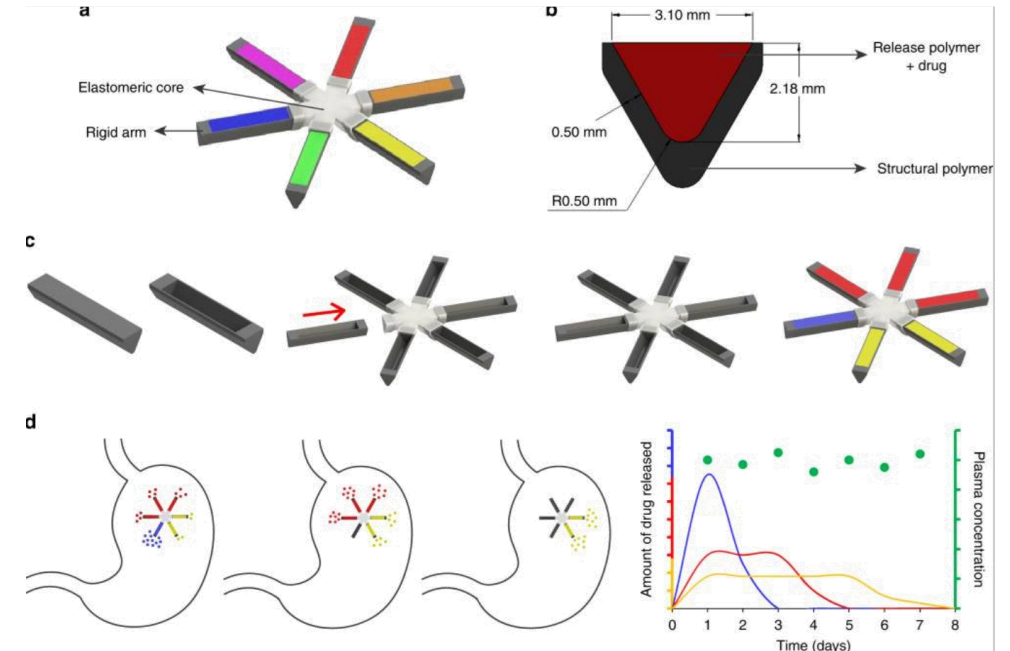 a
Elastomeric core
Rigid arm
b
3.10 mm
Release polymer
+ drug
2.18 mm
0.50 mm
Structural polymer
R0.50 mm
c
d
Amount of drug released
Plasma concentration
0 1 2 3 4 5 6 7 8
Time (days)